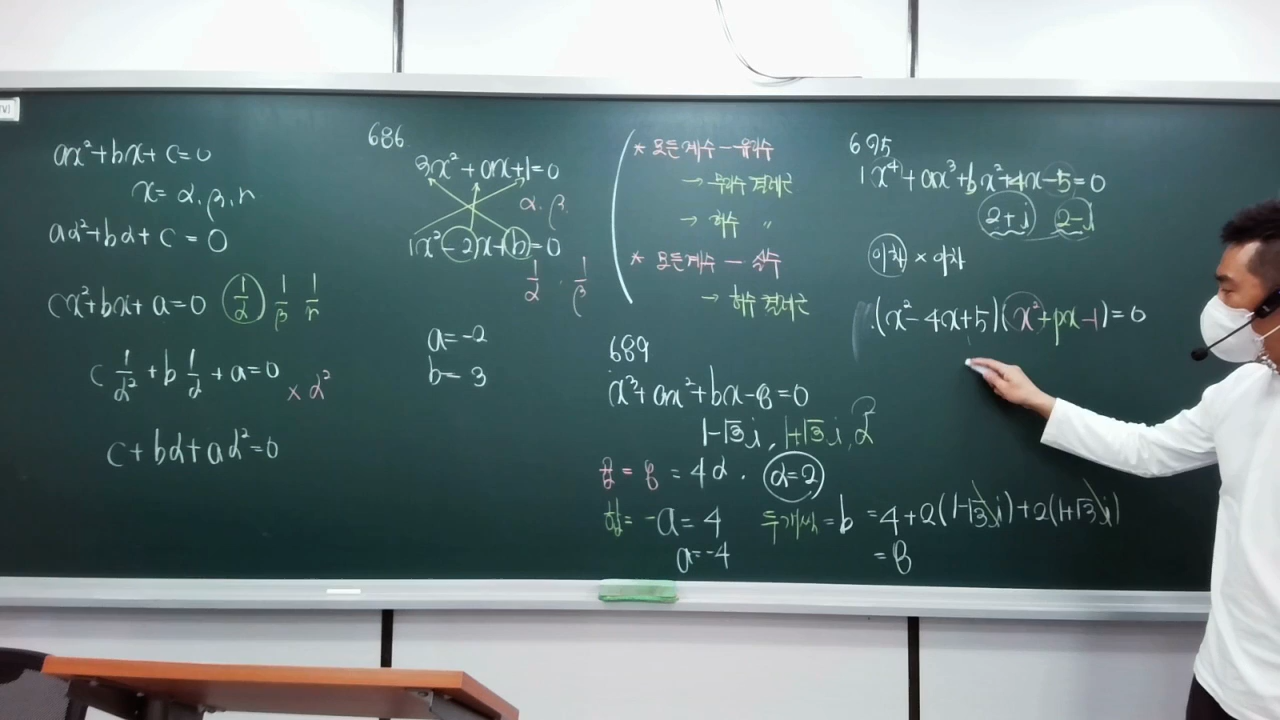 ax²+bx+c=0
x=α,β,r
aα²+bα+c=0
cx²+bx+a=0 1/α 1/β 1/r
c 1/α² +b 1/α +a=0 ×α²
c+bα+aα²=0
686
3x²+ax+1=0
α,β
1x²-2x+b=0
1/α, 1/β
a=-2
b=3
* 모든계수-유리수
→ 무리수 켤레근
→ 허수 〃
* 모든계수 - 실수
→ 허수켤레근
689
x³+ax²+bx-8=0
1-√3i, 1+√3i, α
곱=8=4α. α=2
합=-a=4
a=-4
두개씩=b=4+2(1-√3i)+2(1+√3i)
=8
695
1x⁴+ax³+bx²+4x-5=0
2+i 2-i
이차×이차
(x²-4x+5)(x²+px-1)=0